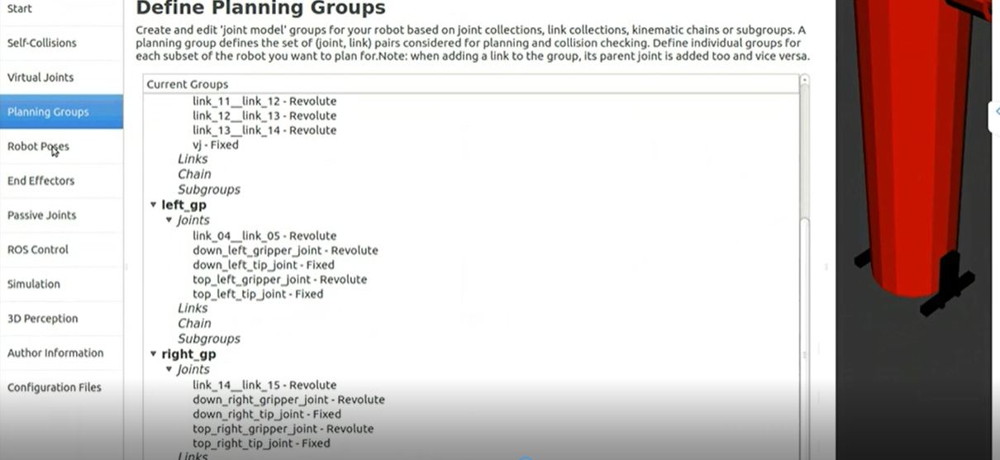 Start
Self-Collisions
Virtual Joints
Planning Groups
Robot Poses
End Effectors
Passive Joints
ROS Control
Simulation
3D Perception
Author Information
Configuration Files
Define Planning Groups
Create and edit 'joint model' groups for your robot based on joint collections, link collections, kinematic chains or subgroups. A
planning group defines the set of (joint, link) pairs considered for planning and collision checking. Define individual groups for
each subset of the robot you want to plan for.Note: when adding a link to the group, its parent joint is added too and vice versa.
Current Groups
link_11__link_12 - Revolute
link_12__link_13 - Revolute
link_13__link_14 - Revolute
vj - Fixed
Links
Chain
Subgroups
left_gp
Joints
link_04__link_05 - Revolute
down_left_gripper_joint - Revolute
down_left_tip_joint - Fixed
top_left_gripper_joint - Revolute
top_left_tip_joint - Fixed
Links
Chain
Subgroups
right_gp
Joints
link_14__link_15 - Revolute
down_right_gripper_joint - Revolute
down_right_tip_joint - Fixed
top_right_gripper_joint - Revolute
top_right_tip_joint - Fixed
Links